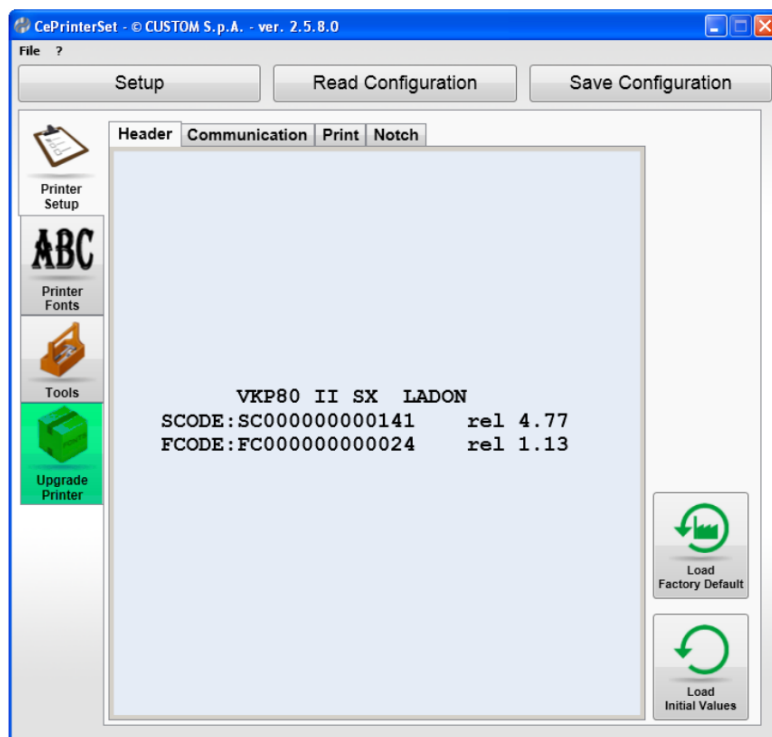 CePrinterSet - © CUSTOM S.p.A. - ver. 2.5.8.0
File ?
Setup Read Configuration Save Configuration
Header Communication Print Notch
Printer
Setup
ABC
Printer
Fonts
Tools
Upgrade
Printer
VKP80 II SX LADON
SCODE:SC000000000141 rel 4.77
FCODE:FC000000000024 rel 1.13
Load
Factory Default
Load
Initial Values